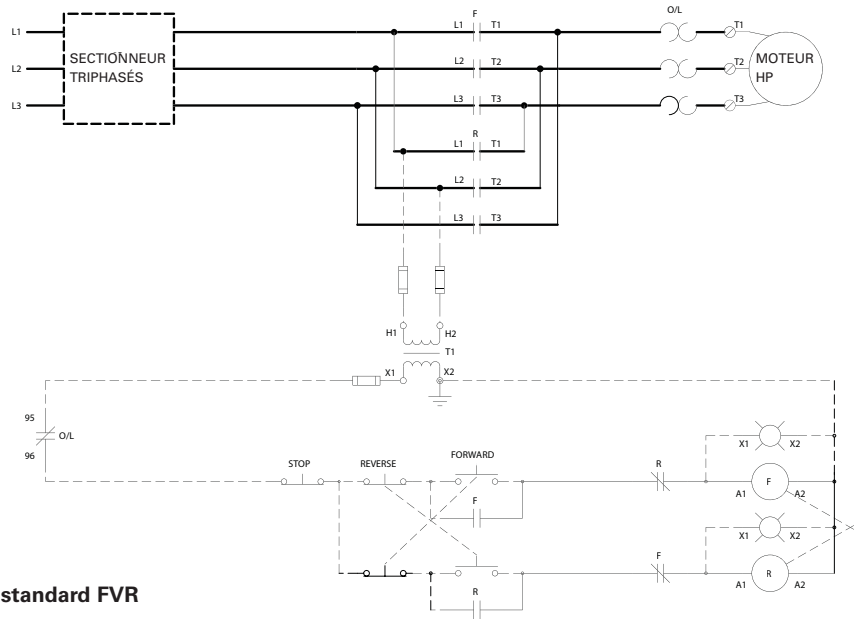 F
O/L
L1
L1
T1
T1
SECTIONNEUR
TRIPHASÉS
L2
L2
T2
T2
MOTEUR
HP
L3
L3
T3
T3
R
L1
T1
L2
T2
L3
T3
H1
H2
T1
X1
X2
95
O/L
96
STOP
REVERSE
FORWARD
R
X1
X2
F
A1
A2
F
X1
X2
F
R
A1
A2
R
standard FVR